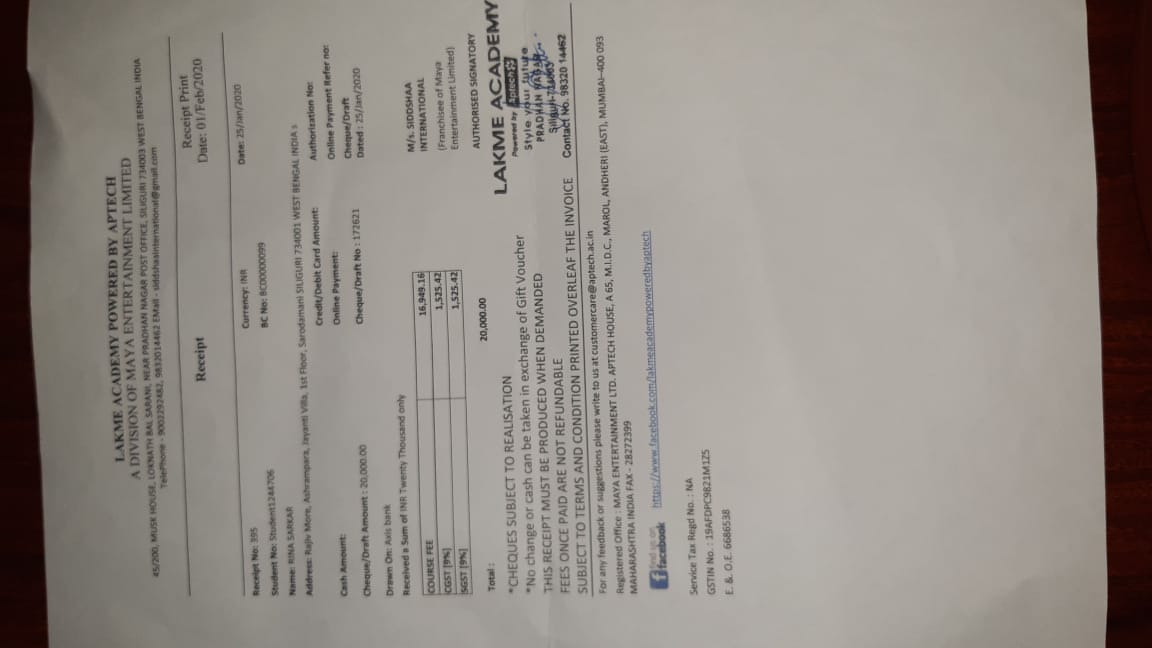 LAKME ACADEMY POWERED BY APTECH
A DIVISION OF MAYA ENTERTAINMENT LIMITED
45/200, MUSK HOUSE, LOKNATH BAL SARANI, NEAR PRADHAN NAGAR POST OFFICE, SILIGURI 734003 WEST BENGAL INDIA
TelePhone - 9002292482, 9832014462 EMail - siddshaainternational@gmail.com
Receipt Print
Receipt Date: 01/Feb/2020
Currency: INR Date: 25/Jan/2020
Receipt No: 395 BC No: BC00000099
Student No: Student1244706
Name: RINA SARKAR
Address: Rajiv More, Ashrampara, Jayanti Villa, 1st Floor, Sarodamani SILIGURI 734001 WEST BENGAL INDIA s
Credit/Debit Card Amount: Authorization No:
Cash Amount: Online Payment: Online Payment Refer no:
Cheque/Draft Amount : 20,000.00 Cheque/Draft No : 172621 Cheque/Draft Dated : 25/Jan/2020
Drawn On: Axis bank
Received a Sum of INR Twenty Thousand only
M/s. SIDDSHAA INTERNATIONAL
COURSE FEE 16,949.16
CGST [9%] 1,525.42
SGST [9%] 1,525.42
(Franchisee of Maya Entertainment Limited)
AUTHORISED SIGNATORY
Total : 20,000.00
LAKME ACADEMY
Powered by Aptech
Style your future
PRADHAN NAGAR
Contact No. 98320 14462
*CHEQUES SUBJECT TO REALISATION
*No change or cash can be taken in exchange of Gift Voucher
THIS RECEIPT MUST BE PRODUCED WHEN DEMANDED
FEES ONCE PAID ARE NOT REFUNDABLE
SUBJECT TO TERMS AND CONDITION PRINTED OVERLEAF THE INVOICE
For any feedback or suggestions please write to us at customercare@aptech.ac.in
Registered Office : MAYA ENTERTAINMENT LTD. APTECH HOUSE, A 65, M.I.D.C., MAROL, ANDHERI (EAST), MUMBAI-400 093
MAHARASHTRA INDIA FAX - 28272399
find us on
facebook https://www.facebook.com/lakmeacademypoweredbyaptech
Service Tax Regd No. : NA
GSTIN No. : 19AFDPC9821M1Z5
E. & .O.E. 6686538